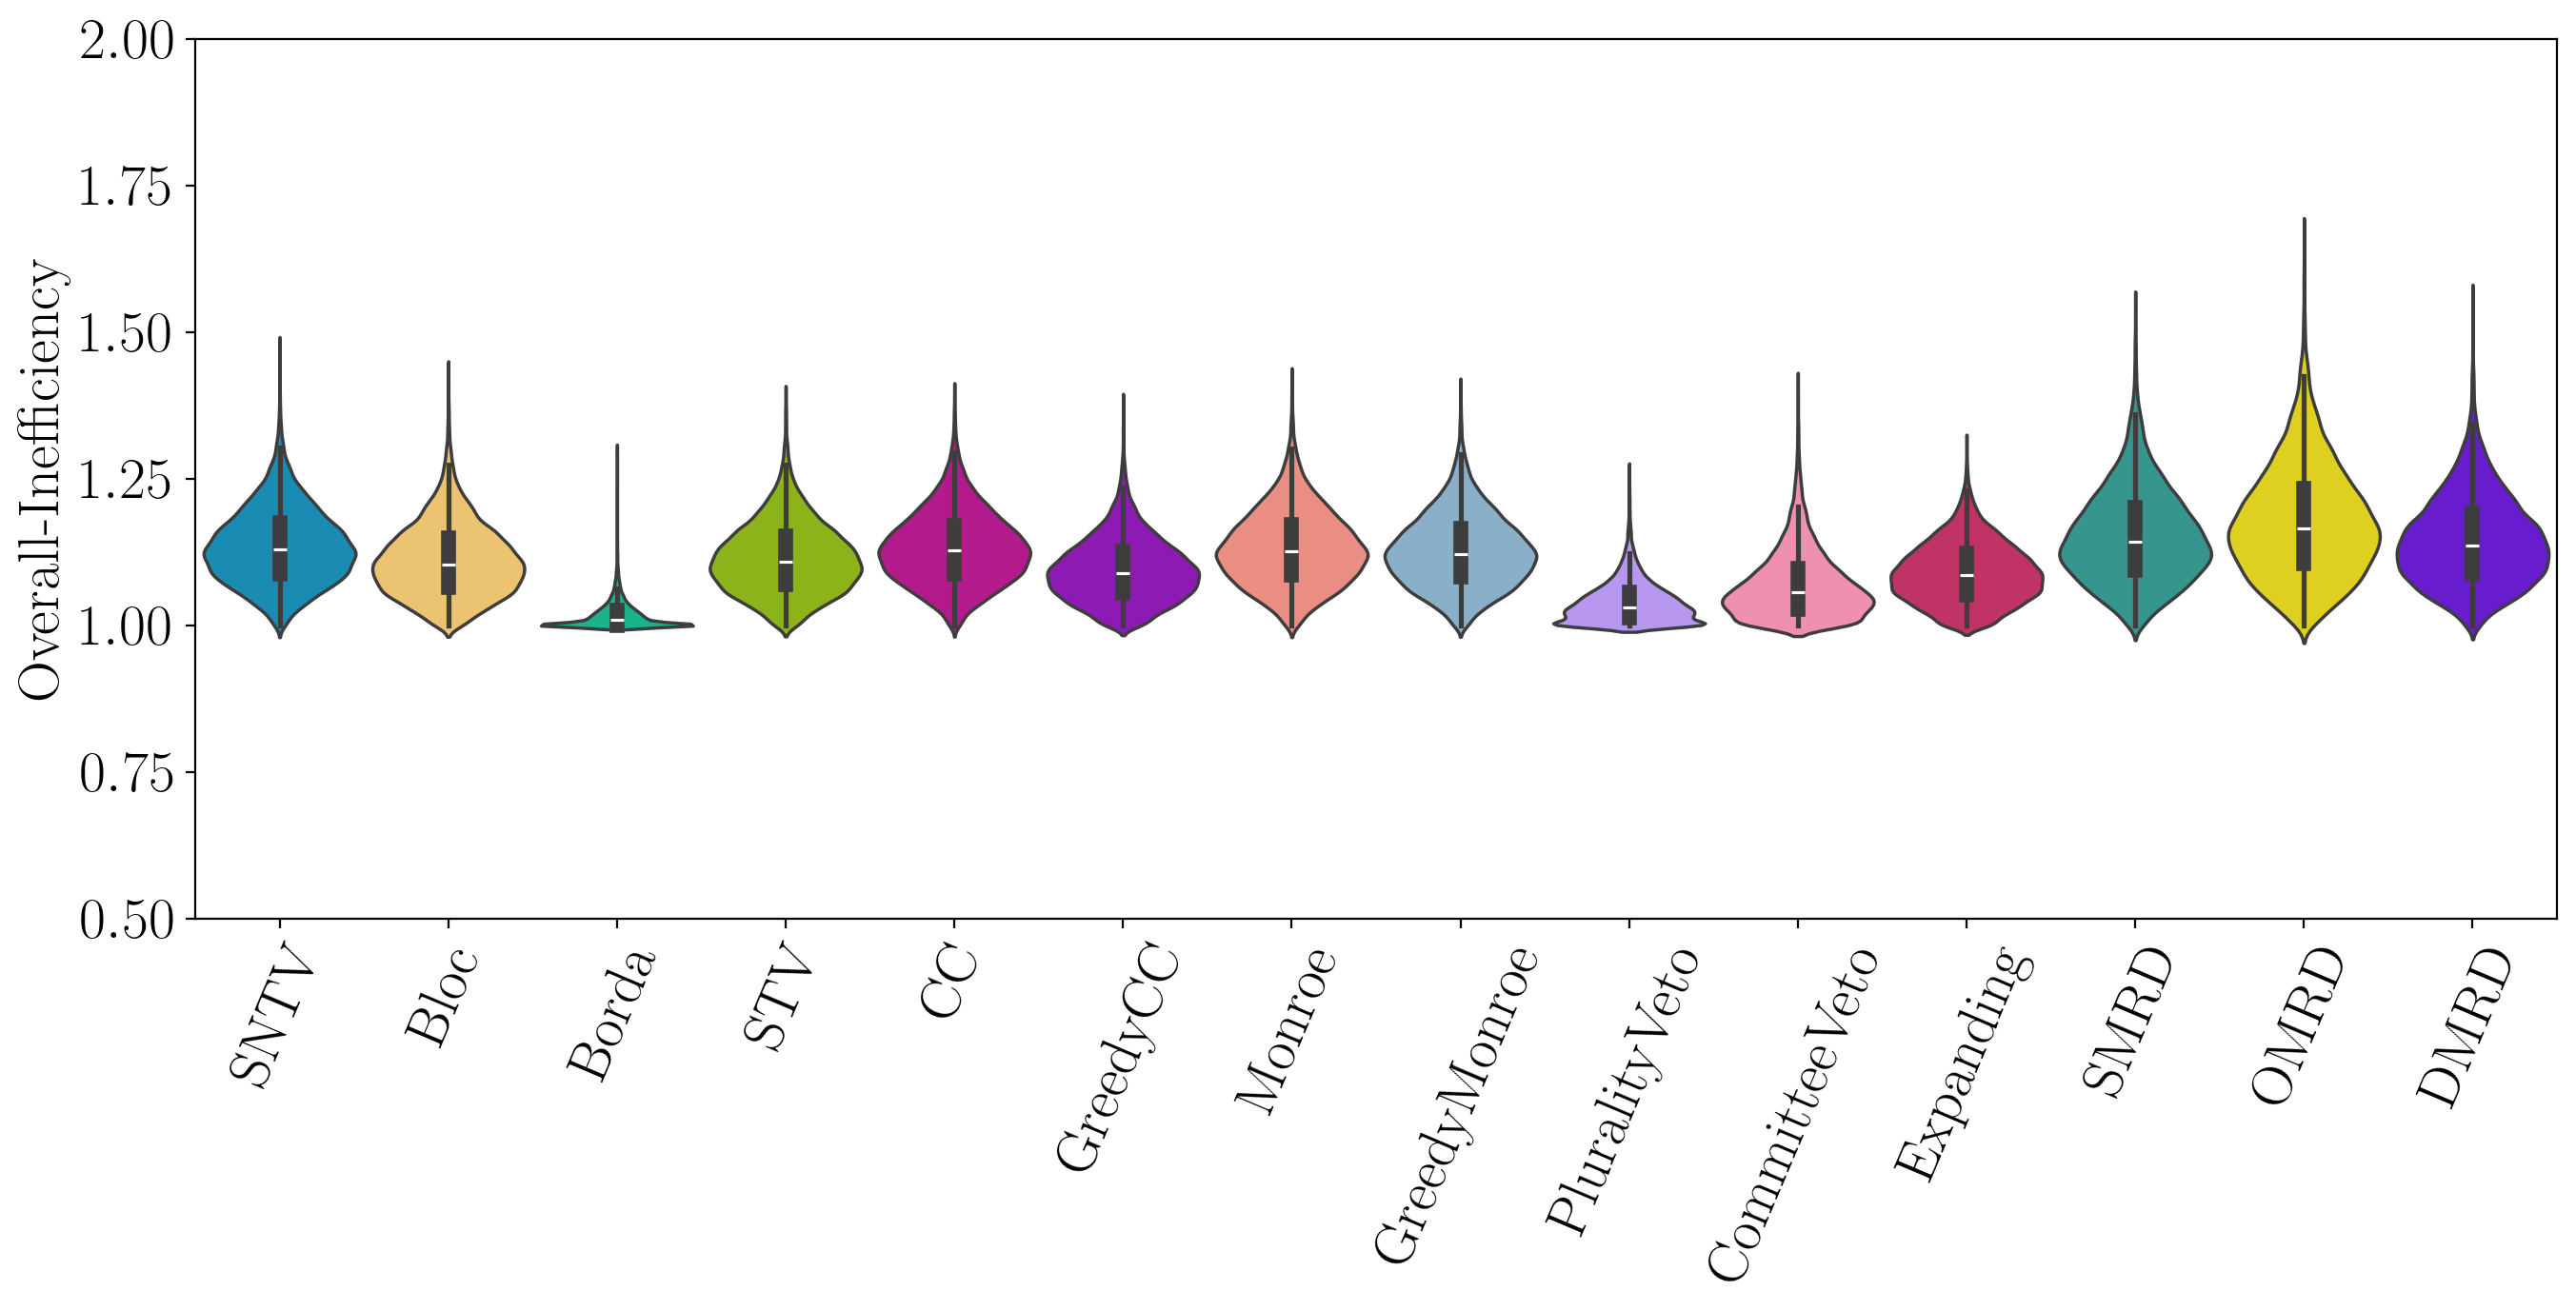 Overall-Inefficiency
2.00
1.75
1.50
1.25
1.00
0.75
0.50
SNTV
Bloc
Borda
STV
CC
GreedyCC
Monroe
GreedyMonroe
PluralityVeto
CommitteeVeto
Expanding
SMRD
OMRD
DMRD